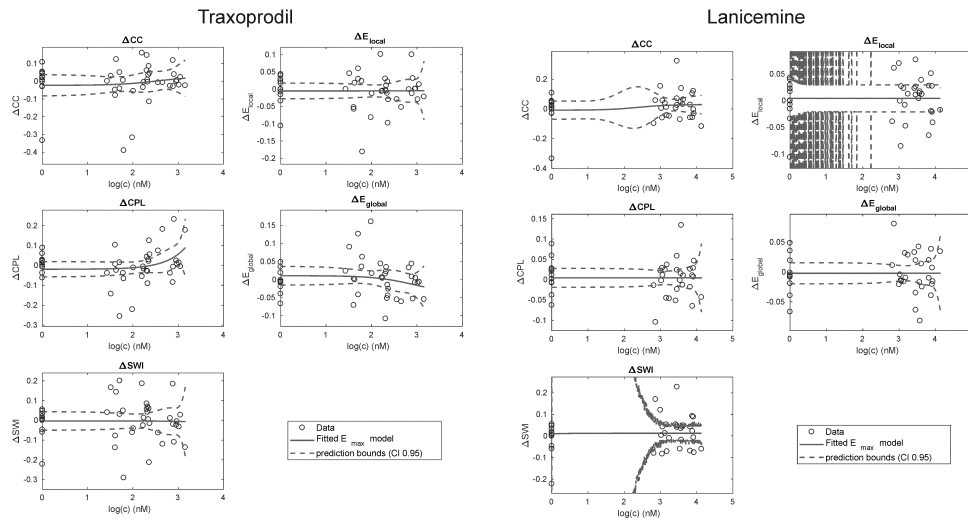 Traxoprodil
Lanicemine
ΔCC
0.1
0
-0.1
-0.2
-0.3
-0.4
ΔCC
0 1 2 3 4
log(c) (nM)
ΔE local
0.1
0.05
0
-0.05
-0.1
-0.15
-0.2
ΔE local
0 1 2 3 4
log(c) (nM)
ΔCPL
0.2
0.1
0
-0.1
-0.2
-0.3
ΔCPL
0 1 2 3 4
log(c) (nM)
ΔE global
0.15
0.1
0.05
0
-0.05
-0.1
ΔE global
0 1 2 3 4
log(c) (nM)
ΔSWI
0.2
0.1
0
-0.1
-0.2
-0.3
ΔSWI
0 1 2 3 4
log(c) (nM)
Data
Fitted E max model
prediction bounds (CI 0.95)
ΔCC
0.4
0.2
0
-0.2
-0.4
ΔCC
0 1 2 3 4 5
log(c) (nM)
ΔE local
0.05
0
-0.05
-0.1
ΔE local
0 1 2 3 4
log(c) (nM)
ΔCPL
0.15
0.1
0.05
0
-0.05
-0.1
ΔCPL
0 1 2 3 4 5
log(c) (nM)
ΔE global
0.05
0
-0.05
ΔE global
0 1 2 3 4
log(c) (nM)
ΔSWI
0.2
0.1
0
-0.1
-0.2
ΔSWI
0 1 2 3 4 5
log(c) (nM)
Data
Fitted E max model
prediction bounds (CI 0.95)